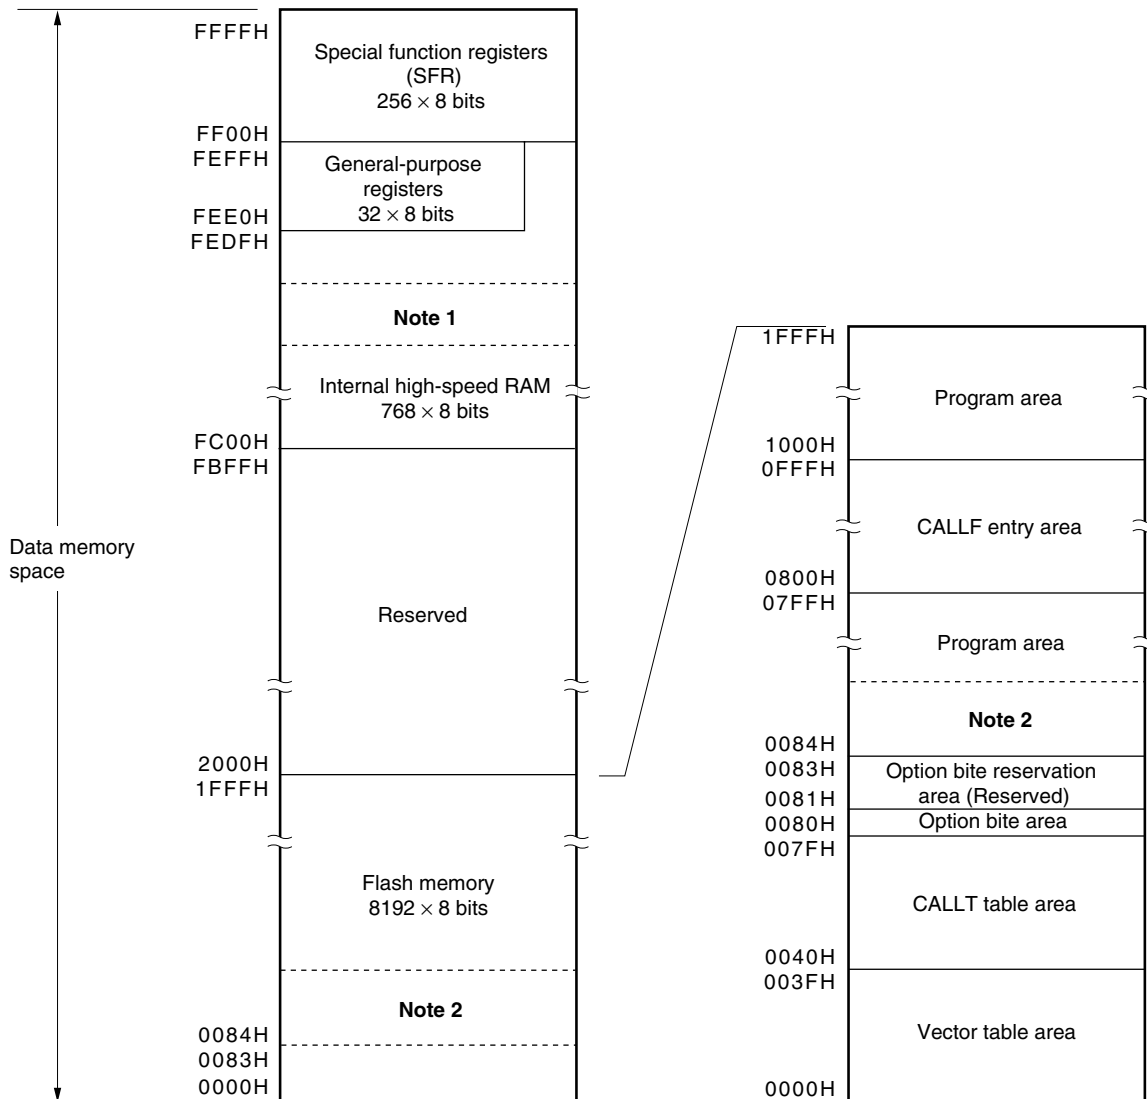 FFFFH
Special function registers
(SFR)
256 × 8 bits
FF00H
FEFFH
General-purpose
registers
32 × 8 bits
FEE0H
FEDFH
Note 1
Internal high-speed RAM
768 × 8 bits
FC00H
FBFFH
Data memory
space
Reserved
2000H
1FFFH
Flash memory
8192 × 8 bits
Note 2
0084H
0083H
0000H
1FFFH
Program area
1000H
0FFFH
CALLF entry area
0800H
07FFH
Program area
Note 2
0084H
0083H
Option bite reservation
area (Reserved)
0081H
0080H
Option bite area
007FH
CALLT table area
0040H
003FH
Vector table area
0000H